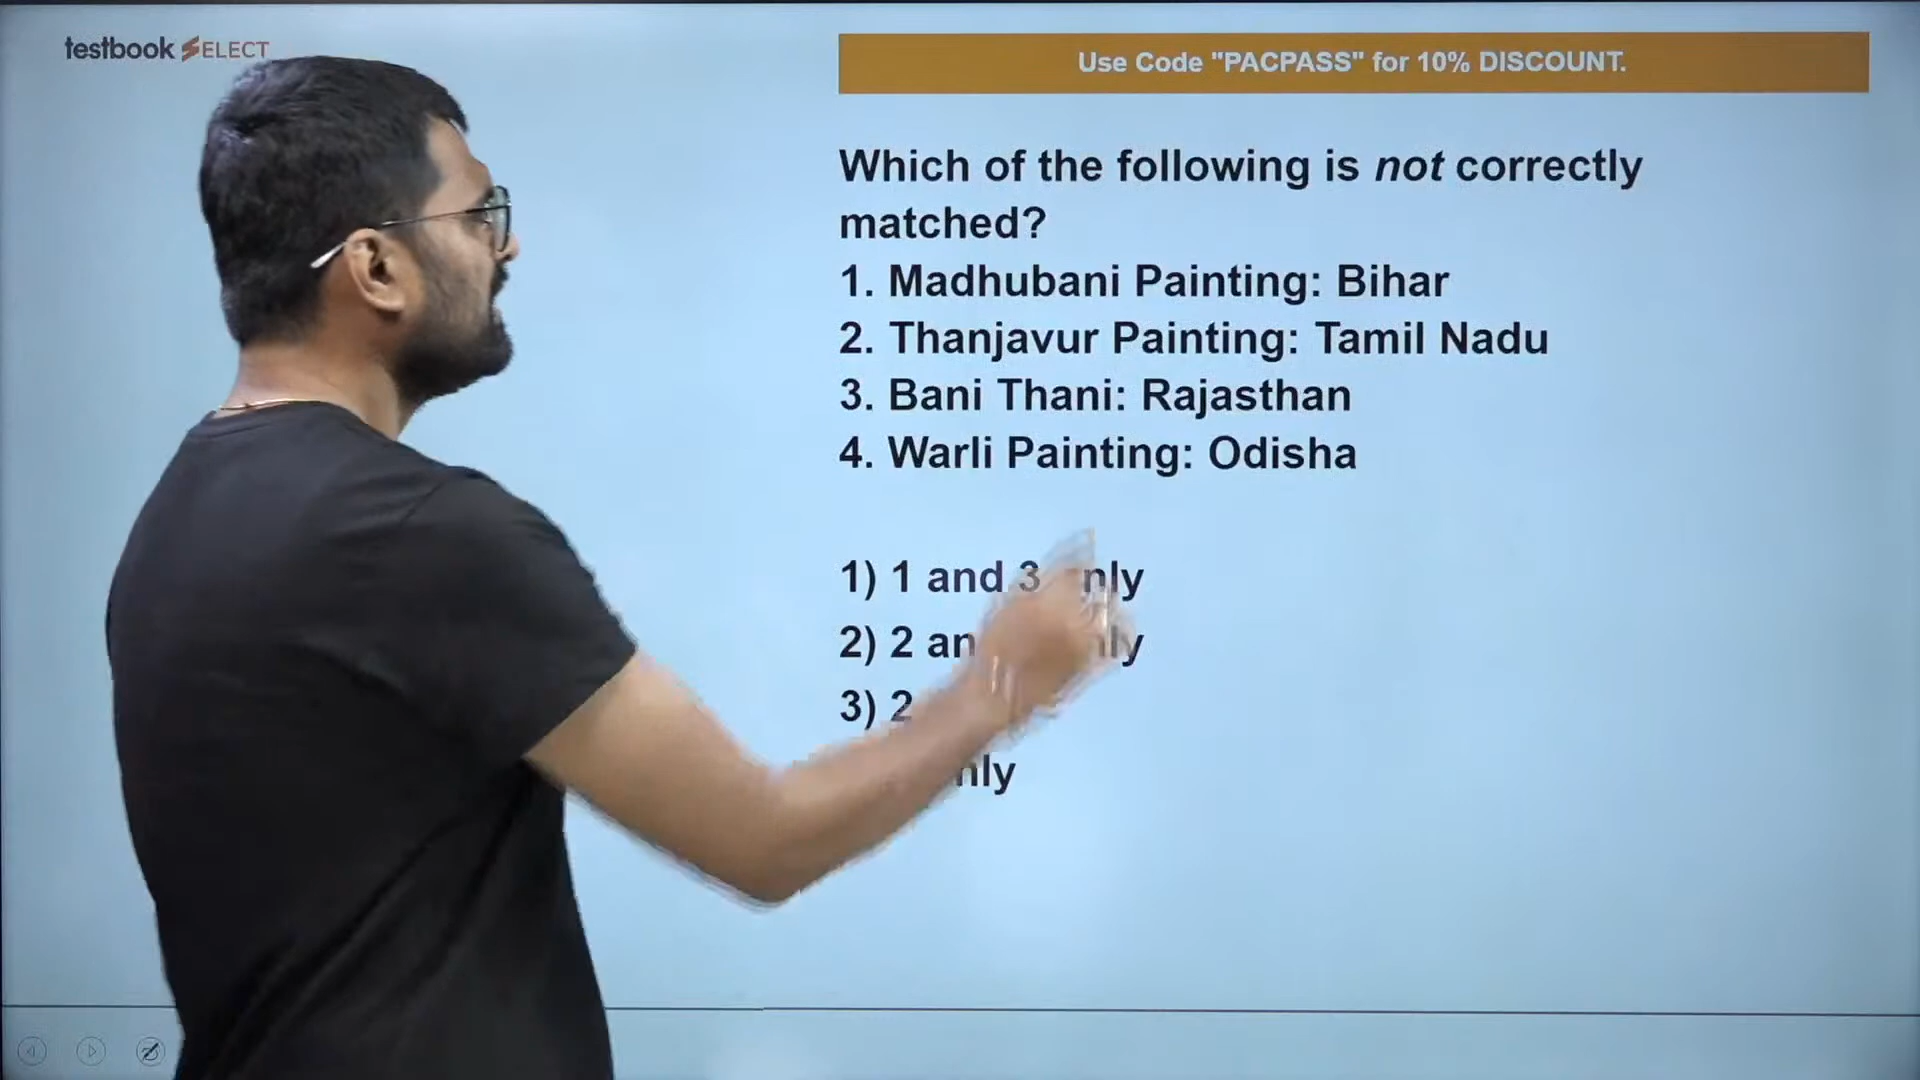 testbook SELECT
Use Code "PACPASS" for 10% DISCOUNT.
Which of the following is not correctly
matched?
1. Madhubani Painting: Bihar
2. Thanjavur Painting: Tamil Nadu
3. Bani Thani: Rajasthan
4. Warli Painting: Odisha
1) 1 and 3 only
2) 2
3) 2